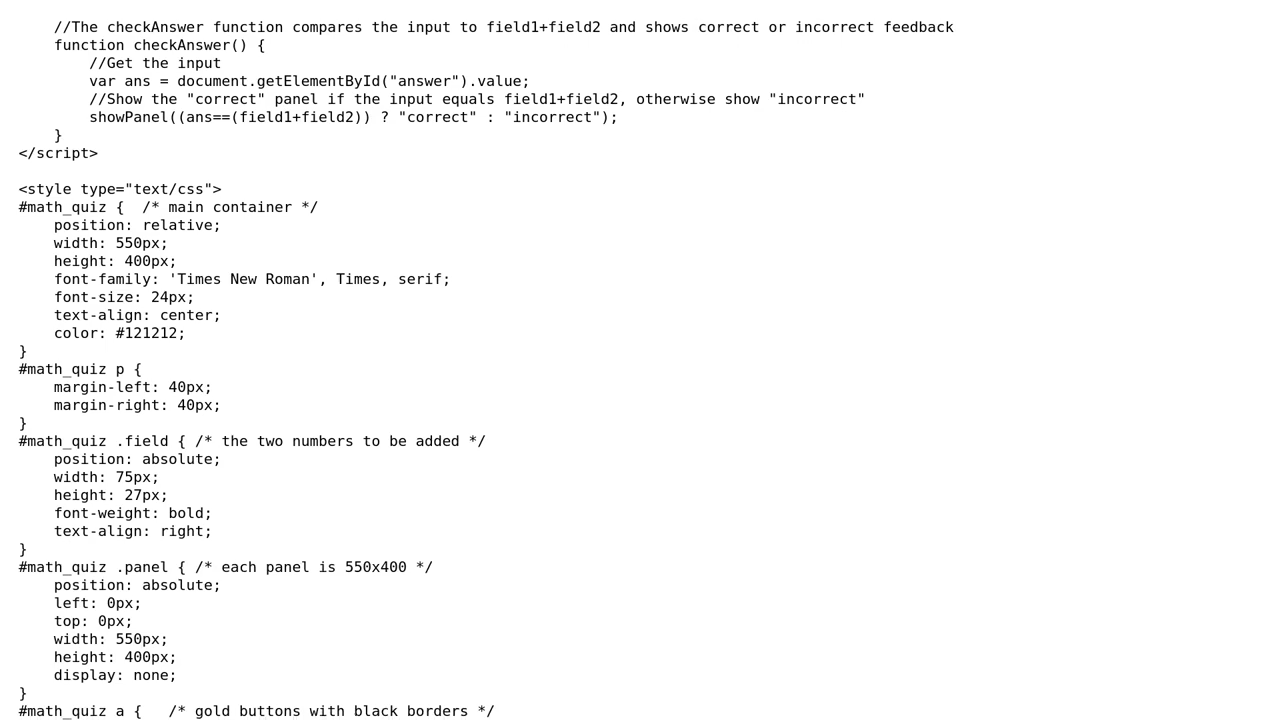 //The checkAnswer function compares the input to field1+field2 and shows correct or incorrect feedback
    function checkAnswer() {
        //Get the input
        var ans = document.getElementById("answer").value;
        //Show the "correct" panel if the input equals field1+field2, otherwise show "incorrect"
        showPanel((ans==(field1+field2)) ? "correct" : "incorrect");
    }
</script>

<style type="text/css">
#math_quiz {  /* main container */
    position: relative;
    width: 550px;
    height: 400px;
    font-family: 'Times New Roman', Times, serif;
    font-size: 24px;
    text-align: center;
    color: #121212;
}
#math_quiz p {
    margin-left: 40px;
    margin-right: 40px;
}
#math_quiz .field { /* the two numbers to be added */
    position: absolute;
    width: 75px;
    height: 27px;
    font-weight: bold;
    text-align: right;
}
#math_quiz .panel { /* each panel is 550x400 */
    position: absolute;
    left: 0px;
    top: 0px;
    width: 550px;
    height: 400px;
    display: none;
}
#math_quiz a {   /* gold buttons with black borders */